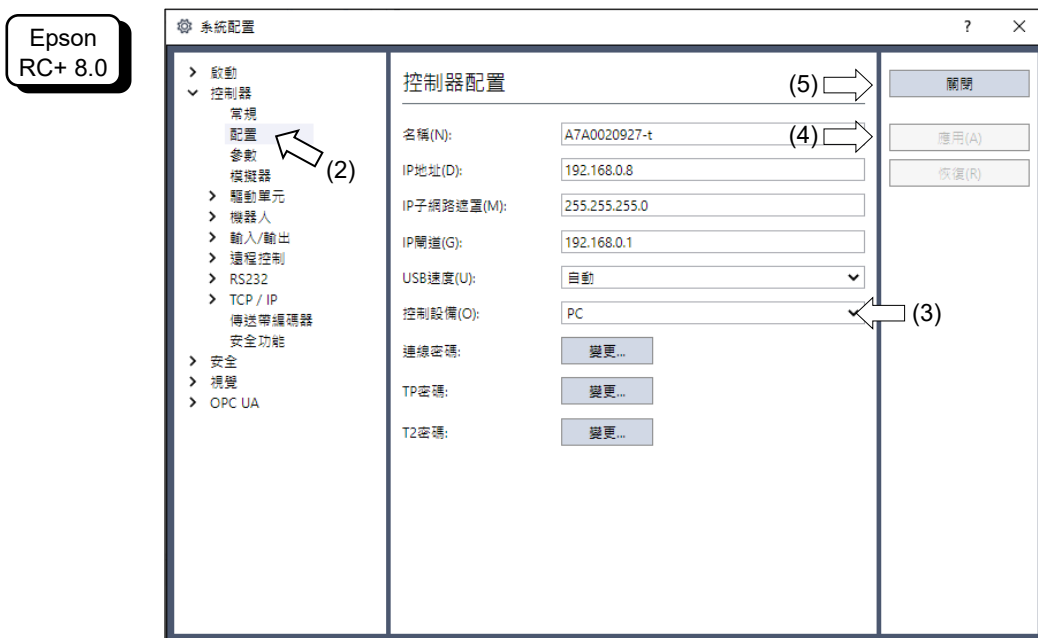 Epson
RC+ 8.0
系統配置
? ×
啟動
控制器
常規
配置
參數
模擬器
驅動單元
機器人
輸入/輸出
遠程控制
RS232
TCP / IP
傳送帶編碼器
安全功能
安全
視覺
OPC UA
(2)
控制器配置
名稱(N): A7A0020927-t
IP地址(D): 192.168.0.8
IP子網路遮罩(M): 255.255.255.0
IP閘道(G): 192.168.0.1
USB速度(U): 自動
控制設備(O): PC
(3)
連線密碼: 變更...
TP密碼: 變更...
T2密碼: 變更...
(5) 關閉
(4) 應用(A)
恢復(R)